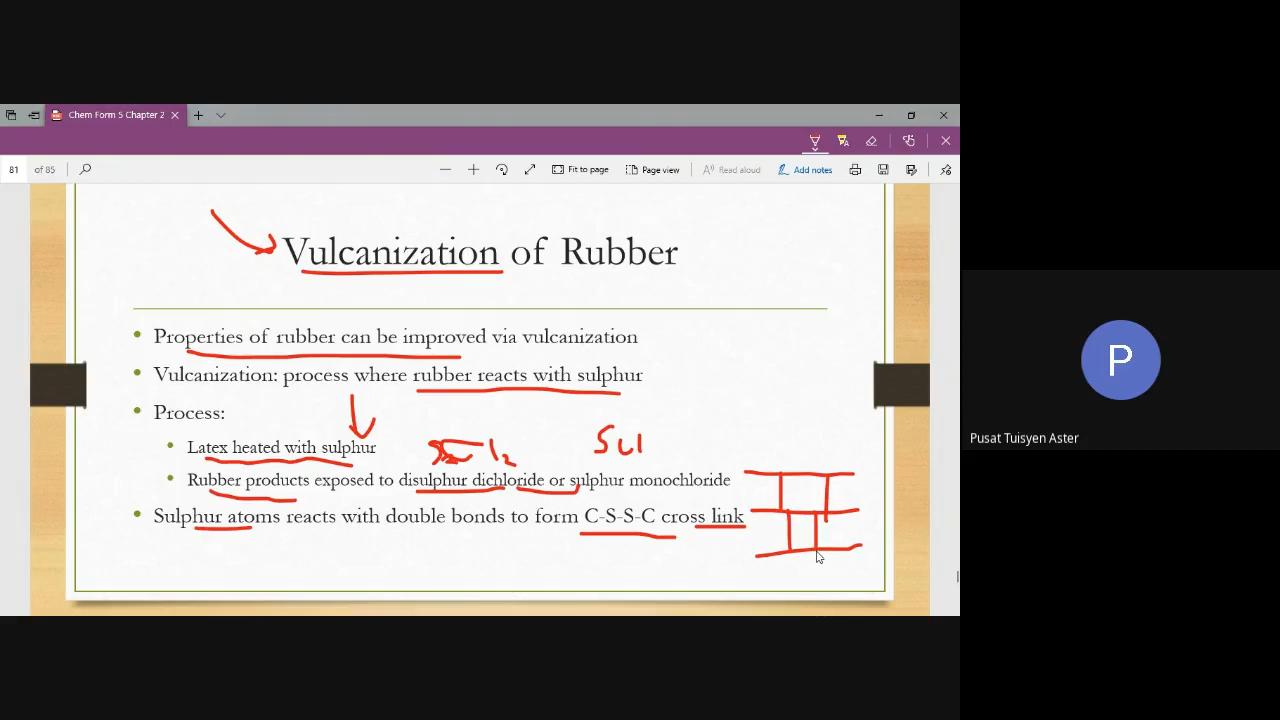 Chem Form 5 Chapter 2
81 of 85 Fit to page Page view Read aloud Add notes
Vulcanization of Rubber
• Properties of rubber can be improved via vulcanization
• Vulcanization: process where rubber reacts with sulphur
• Process:
• Latex heated with sulphur
SCl
• Rubber products exposed to disulphur dichloride or sulphur monochloride
• Sulphur atoms reacts with double bonds to form C-S-S-C cross link
P
Pusat Tuisyen Aster